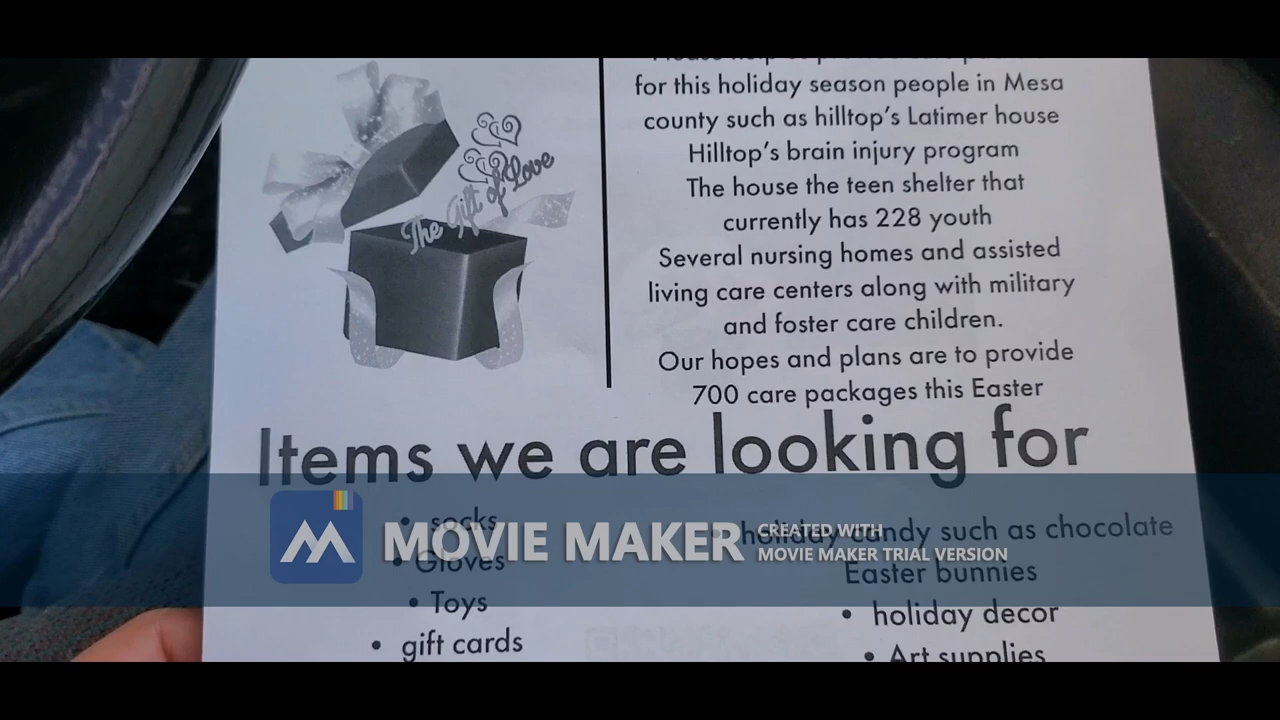 The Gift of Love
for this holiday season people in Mesa
county such as hilltop's Latimer house
Hilltop's brain injury program
The house the teen shelter that
currently has 228 youth
Several nursing homes and assisted
living care centers along with military
and foster care children.
Our hopes and plans are to provide
700 care packages this Easter
Items we are looking for
• socks
• Gloves
• Toys
• gift cards
• holiday candy such as chocolate
Easter bunnies
• holiday decor
• Art supplies
MOVIE MAKER
CREATED WITH
MOVIE MAKER TRIAL VERSION